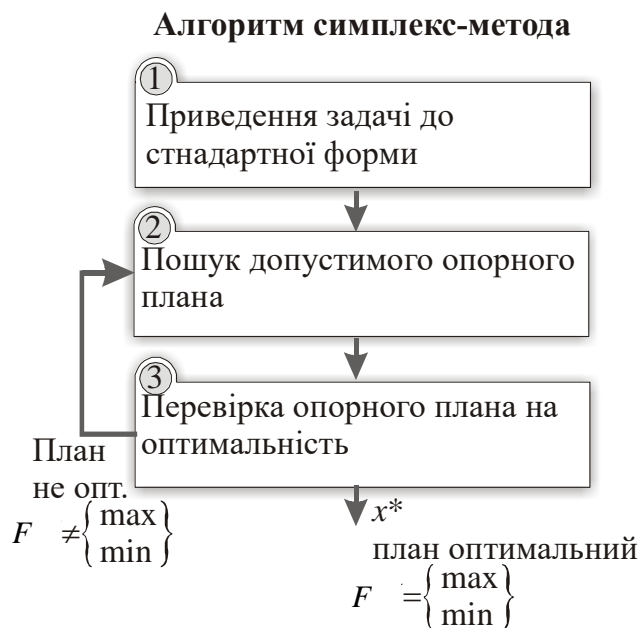 Алгоритм симплекс-метода
1
Приведення задачі до
стнадартної форми
2
Пошук допустимого опорного
плана
3
Перевірка опорного плана на
оптимальність
План
не опт.
F ≠ { max
min }
x*
план оптимальний
F = { max
min }